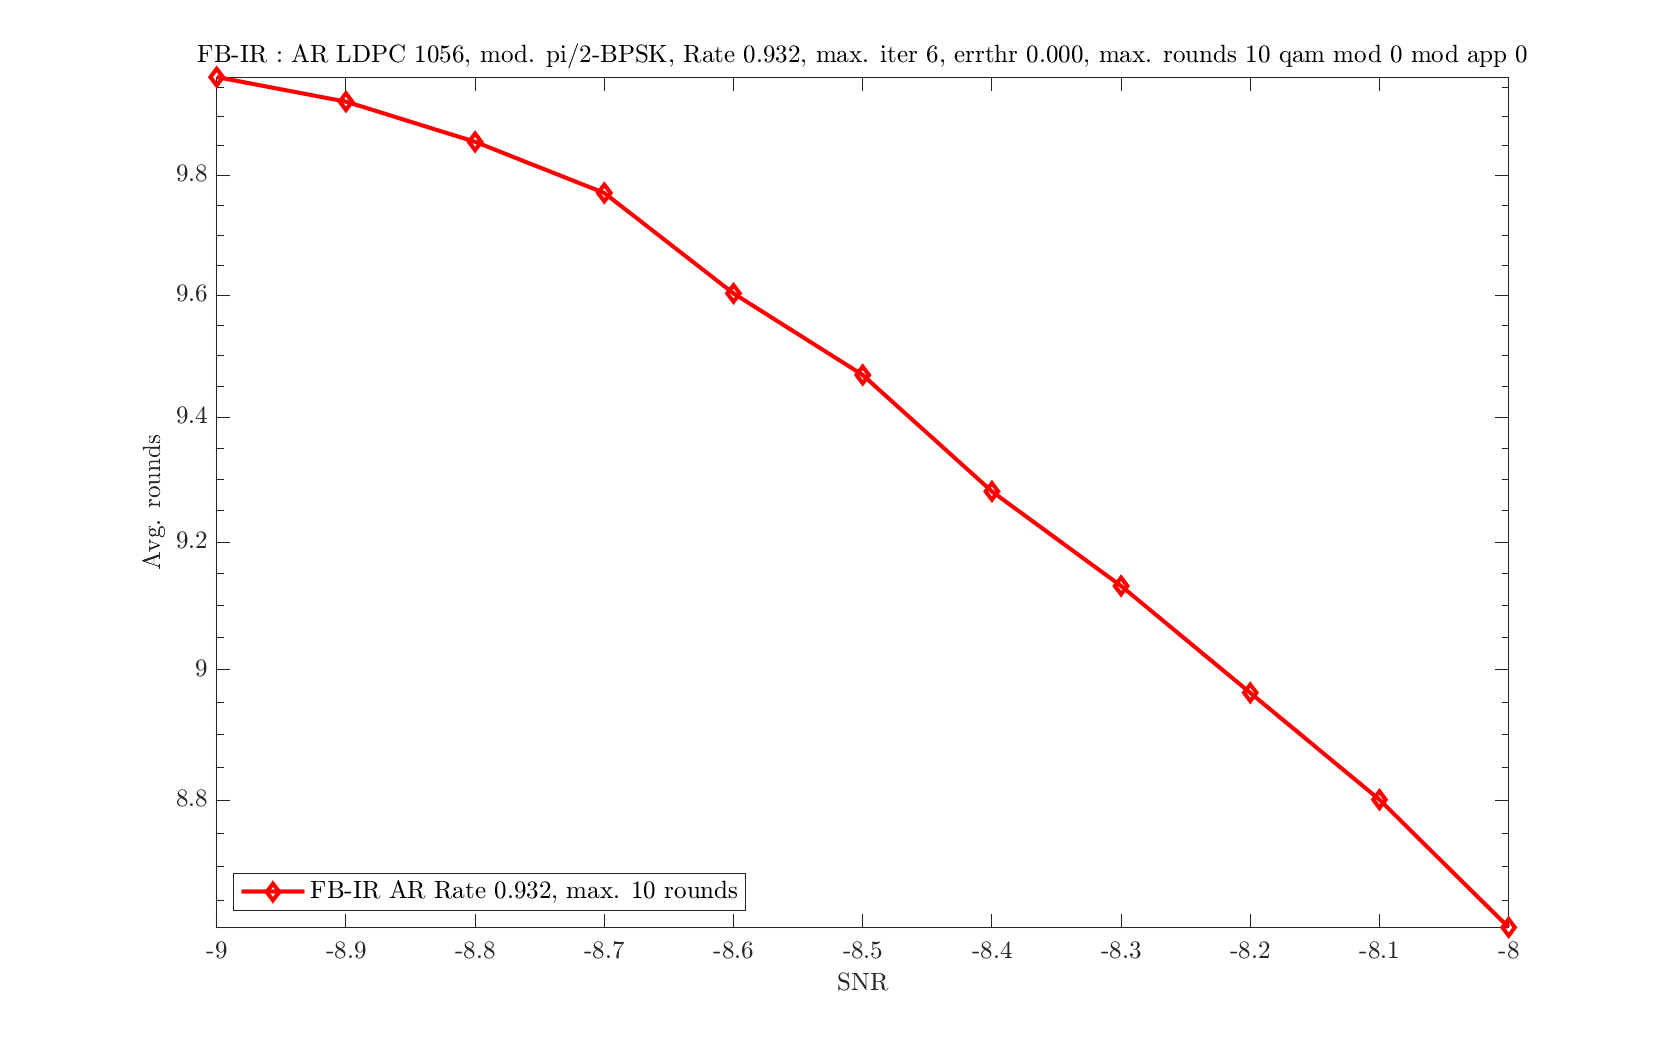 FB-IR : AR LDPC 1056, mod. pi/2-BPSK, Rate 0.932, max. iter 6, errthr 0.000, max. rounds 10 qam mod 0 mod app 0
9.8
9.6
9.4
9.2
9
8.8
Avg. rounds
FB-IR AR Rate 0.932, max. 10 rounds
-9 -8.9 -8.8 -8.7 -8.6 -8.5 -8.4 -8.3 -8.2 -8.1 -8
SNR